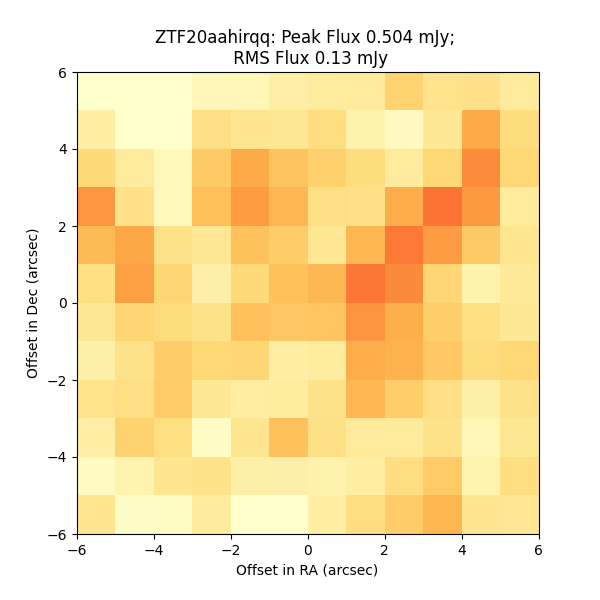 ZTF20aahirqq: Peak Flux 0.504 mJy;
RMS Flux 0.13 mJy
6
4
2
0
−2
−4
−6
Offset in Dec (arcsec)
−6 −4 −2 0 2 4 6
Offset in RA (arcsec)